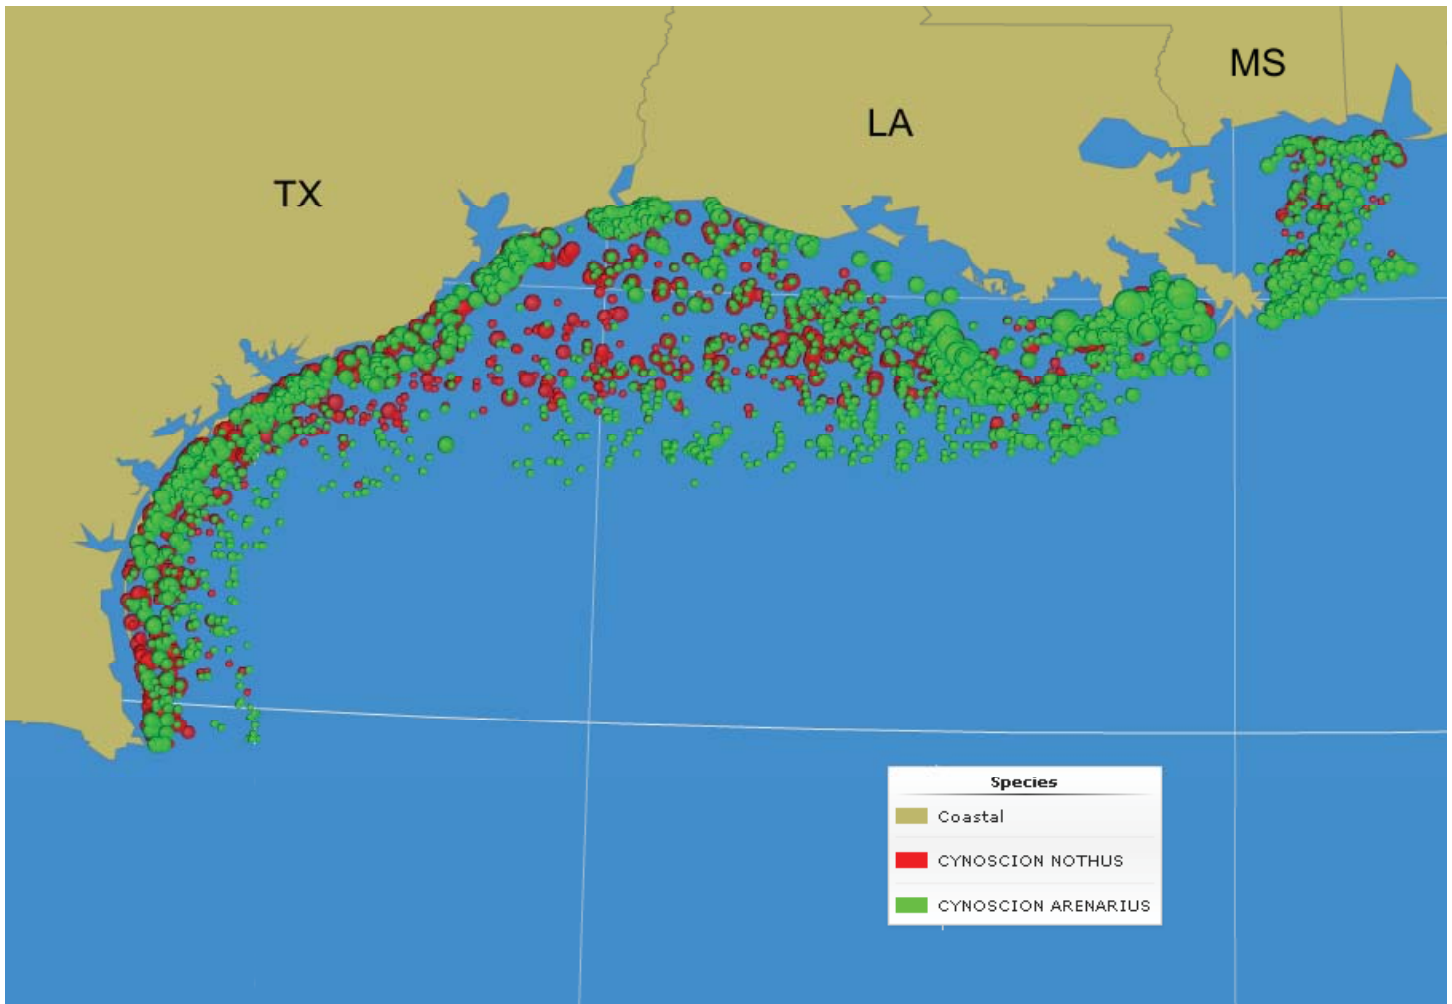 MS
LA
TX
Species
Coastal
CYNOSCION NOTHUS
CYNOSCION ARENARIUS